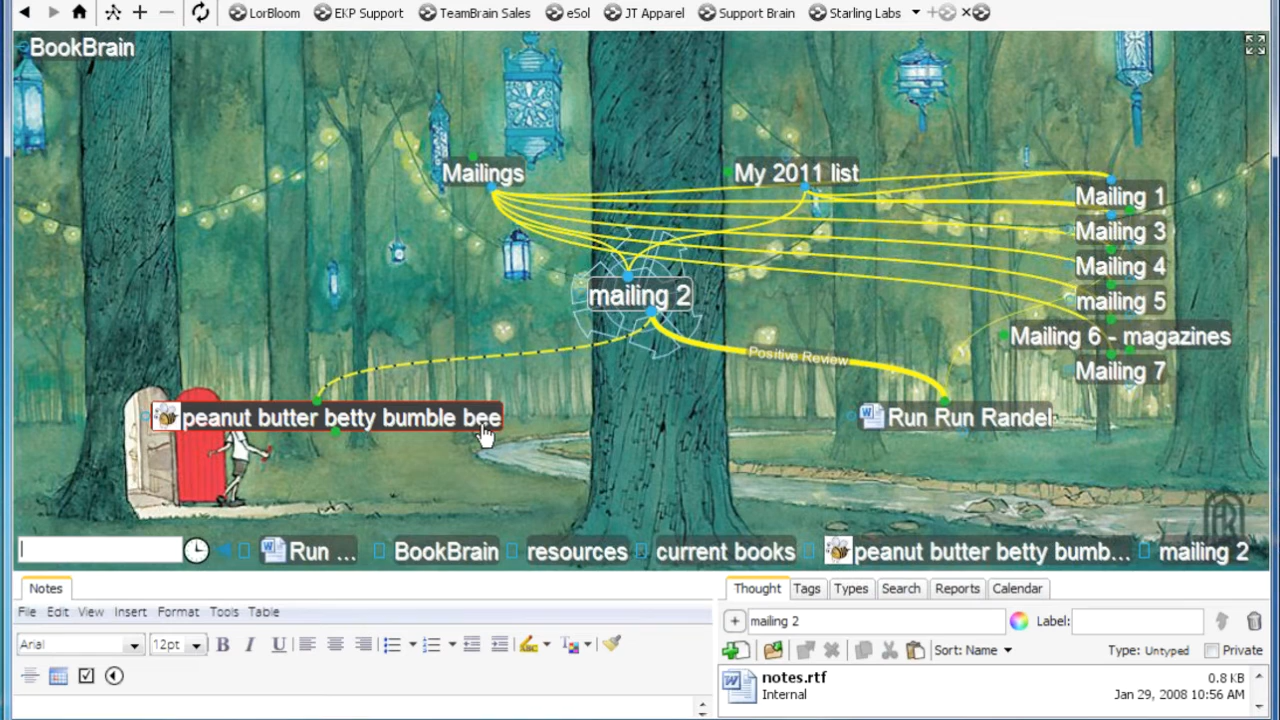 LorBloom EKP Support TeamBrain Sales eSol JT Apparel Support Brain Starling Labs
BookBrain
Mailings
My 2011 list
Mailing 1
Mailing 3
Mailing 4
mailing 5
Mailing 6 - magazines
Mailing 7
mailing 2
Positive Review
peanut butter betty bumble bee
Run Run Randel
Run ... BookBrain resources current books peanut butter betty bumb... mailing 2
Notes
File Edit View Insert Format Tools Table
Arial 12pt B I U
Thought Tags Types Search Reports Calendar
mailing 2 Label:
Sort: Name Type: Untyped Private
notes.rtf 0.8 KB
Internal Jan 29, 2008 10:56 AM